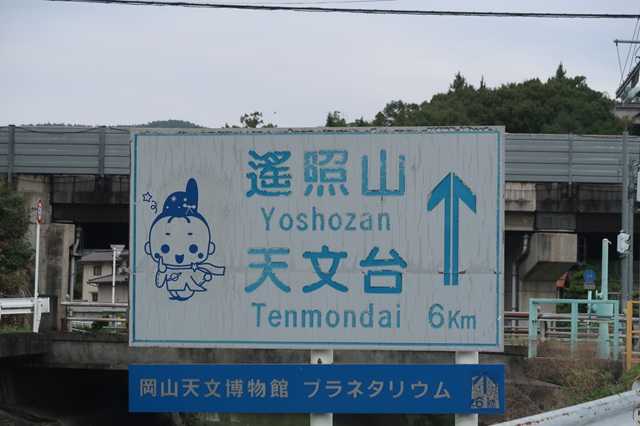 遙照山
Yoshozan
天文台
Tenmondai 6Km
岡山天文博物館 プラネタリウム